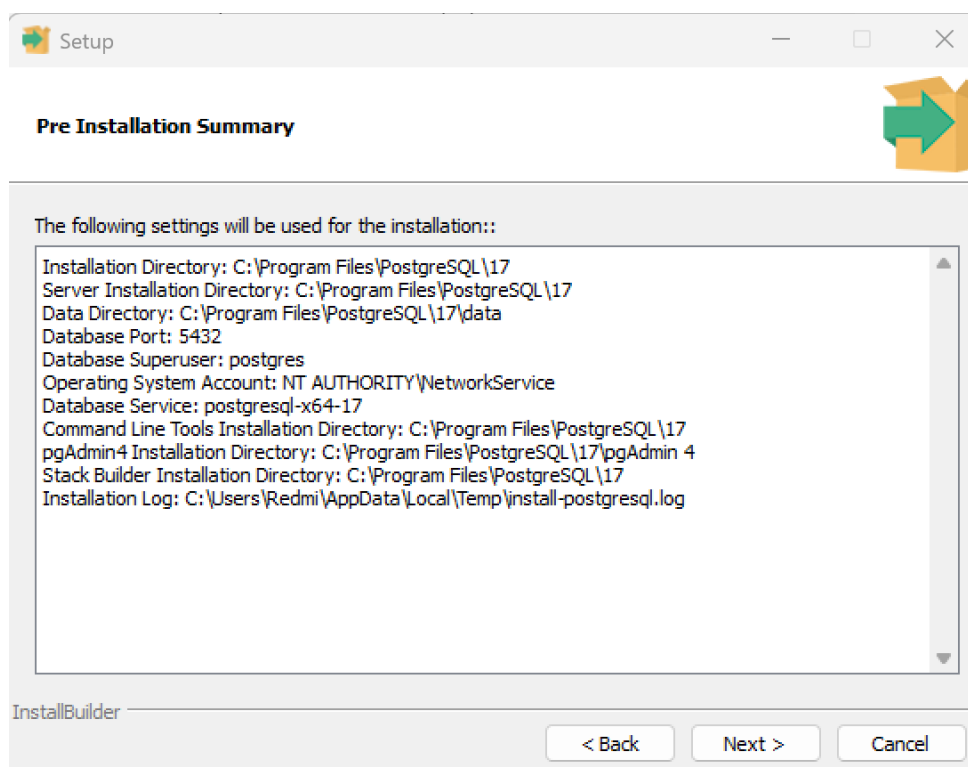 Setup
Pre Installation Summary
The following settings will be used for the installation::
Installation Directory: C:\Program Files\PostgreSQL\17
Server Installation Directory: C:\Program Files\PostgreSQL\17
Data Directory: C:\Program Files\PostgreSQL\17\data
Database Port: 5432
Database Superuser: postgres
Operating System Account: NT AUTHORITY\NetworkService
Database Service: postgresql-x64-17
Command Line Tools Installation Directory: C:\Program Files\PostgreSQL\17
pgAdmin4 Installation Directory: C:\Program Files\PostgreSQL\17\pgAdmin 4
Stack Builder Installation Directory: C:\Program Files\PostgreSQL\17
Installation Log: C:\Users\Redmi\AppData\Local\Temp\install-postgresql.log
InstallBuilder
< Back Next > Cancel